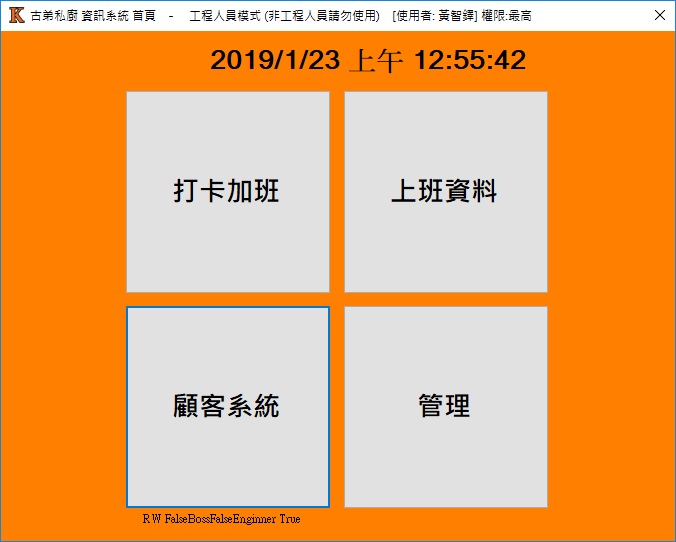 K 古弟私廚 資訊系統 首頁 - 工程人員模式 (非工程人員請勿使用) [使用者: 黃智鐸] 權限:最高
2019/1/23 上午 12:55:42
打卡加班
上班資料
顧客系統
管理
RW FalseBossFalseEnginner True